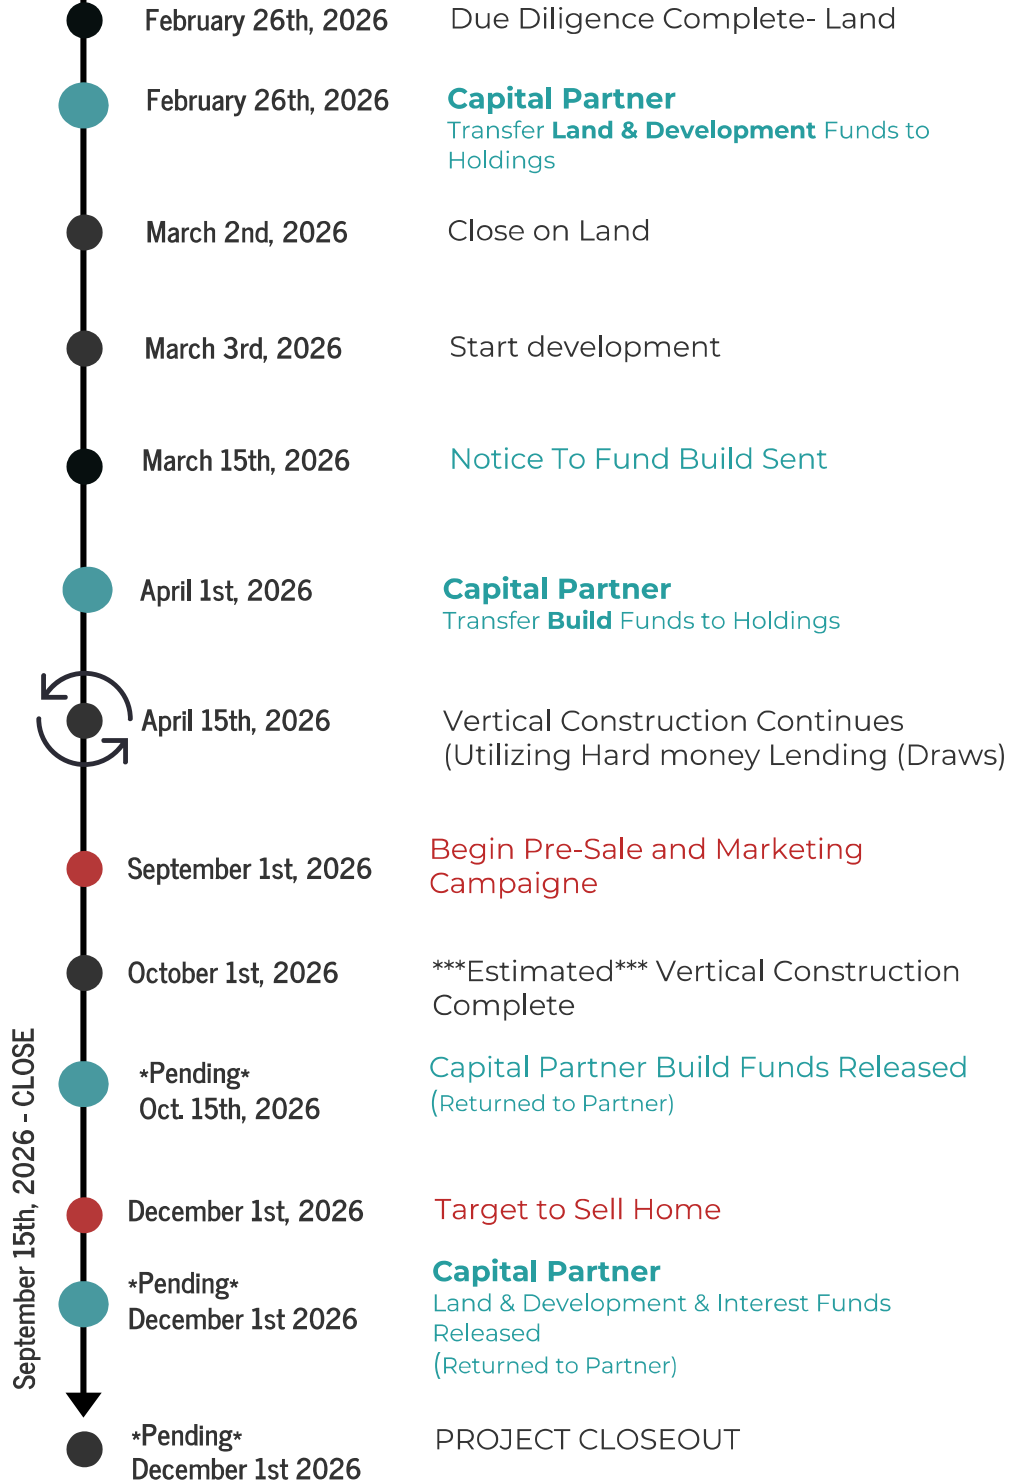 February 26th, 2026
Due Diligence Complete- Land
February 26th, 2026
Capital Partner
Transfer Land & Development Funds to
Holdings
March 2nd, 2026
Close on Land
March 3rd, 2026
Start development
March 15th, 2026
Notice To Fund Build Sent
April 1st, 2026
Capital Partner
Transfer Build Funds to Holdings
April 15th, 2026
Vertical Construction Continues
(Utilizing Hard money Lending (Draws)
September 1st, 2026
Begin Pre-Sale and Marketing
Campaigne
October 1st, 2026
***Estimated*** Vertical Construction
Complete
*Pending*
Oct. 15th, 2026
Capital Partner Build Funds Released
(Returned to Partner)
December 1st, 2026
Target to Sell Home
*Pending*
December 1st 2026
Capital Partner
Land & Development & Interest Funds
Released
(Returned to Partner)
*Pending*
December 1st 2026
PROJECT CLOSEOUT
September 15th, 2026 - CLOSE